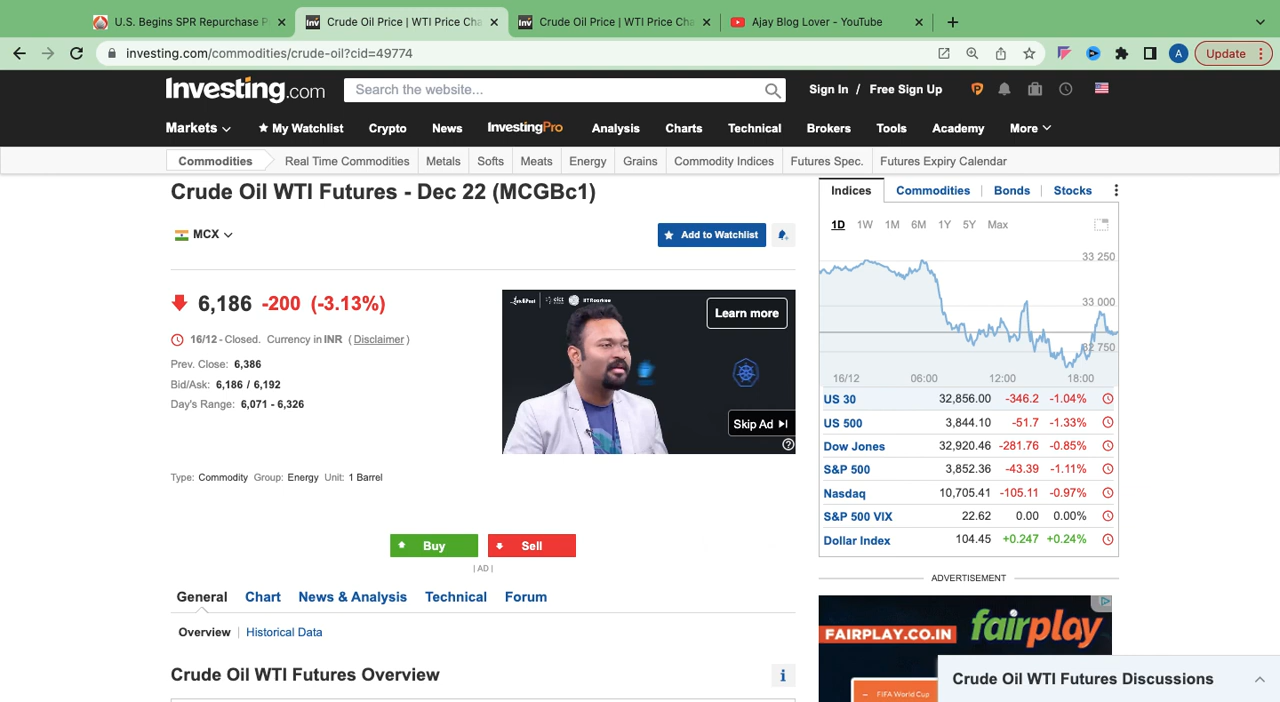 U.S. Begins SPR Repurchase P
Crude Oil Price | WTI Price Cha
Crude Oil Price | WTI Price Cha
Ajay Blog Lover - YouTube
investing.com/commodities/crude-oil?cid=49774
A
Update
Investing.com
Search the website...
Sign In / Free Sign Up
Markets
My Watchlist
Crypto
News
InvestingPro
Analysis
Charts
Technical
Brokers
Tools
Academy
More
Commodities
Real Time Commodities
Metals
Softs
Meats
Energy
Grains
Commodity Indices
Futures Spec.
Futures Expiry Calendar
Crude Oil WTI Futures - Dec 22 (MCGBc1)
MCX
Add to Watchlist
6,186 -200 (-3.13%)
16/12 - Closed. Currency in INR ( Disclaimer )
Prev. Close: 6,386
Bid/Ask: 6,186 / 6,192
Day's Range: 6,071 - 6,326
Learn more
Skip Ad
Type: Commodity Group: Energy Unit: 1 Barrel
Buy
Sell
| AD |
General
Chart
News & Analysis
Technical
Forum
Overview | Historical Data
Crude Oil WTI Futures Overview
Indices
Commodities
Bonds
Stocks
1D 1W 1M 6M 1Y 5Y Max
33 250
33 000
32 750
16/12 06:00 12:00 18:00
US 30 32,856.00 -346.2 -1.04%
US 500 3,844.10 -51.7 -1.33%
Dow Jones 32,920.46 -281.76 -0.85%
S&P 500 3,852.36 -43.39 -1.11%
Nasdaq 10,705.41 -105.11 -0.97%
S&P 500 VIX 22.62 0.00 0.00%
Dollar Index 104.45 +0.247 +0.24%
ADVERTISEMENT
FAIRPLAY.CO.IN
fairplay
FIFA World Cup
Crude Oil WTI Futures Discussions